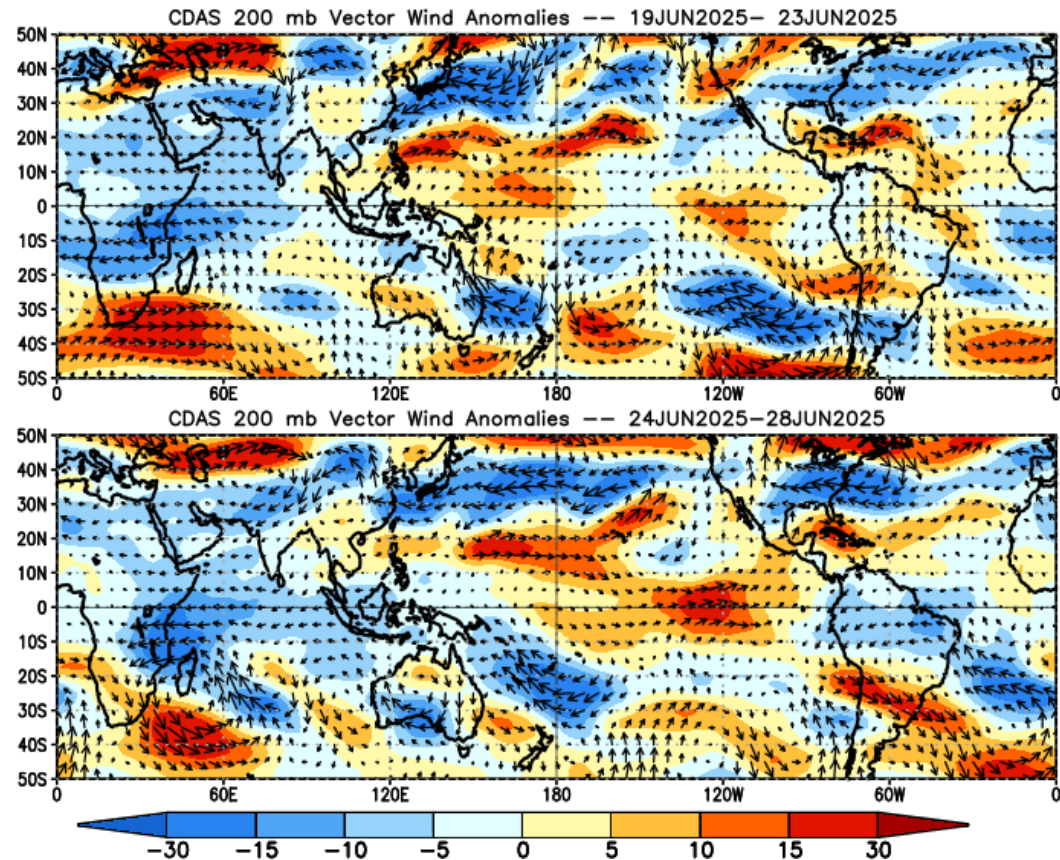 CDAS 200 mb Vector Wind Anomalies -- 19JUN2025- 23JUN2025
50N
40N
30N
20N
10N
0
10S
20S
30S
40S
50S
0 60E 120E 180 120W 60W 0
CDAS 200 mb Vector Wind Anomalies -- 24JUN2025-28JUN2025
50N
40N
30N
20N
10N
0
10S
20S
30S
40S
50S
0 60E 120E 180 120W 60W 0
-30 -15 -10 -5 0 5 10 15 30